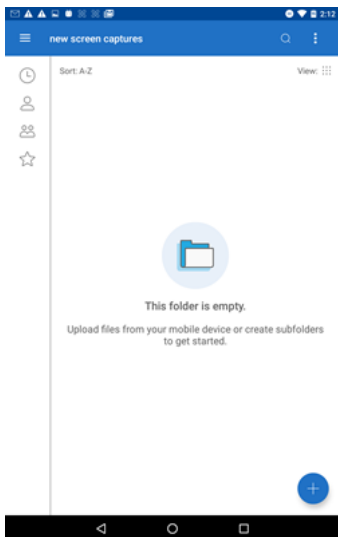 2:12
new screen captures
Sort: A-Z
View:
This folder is empty.
Upload files from your mobile device or create subfolders
to get started.